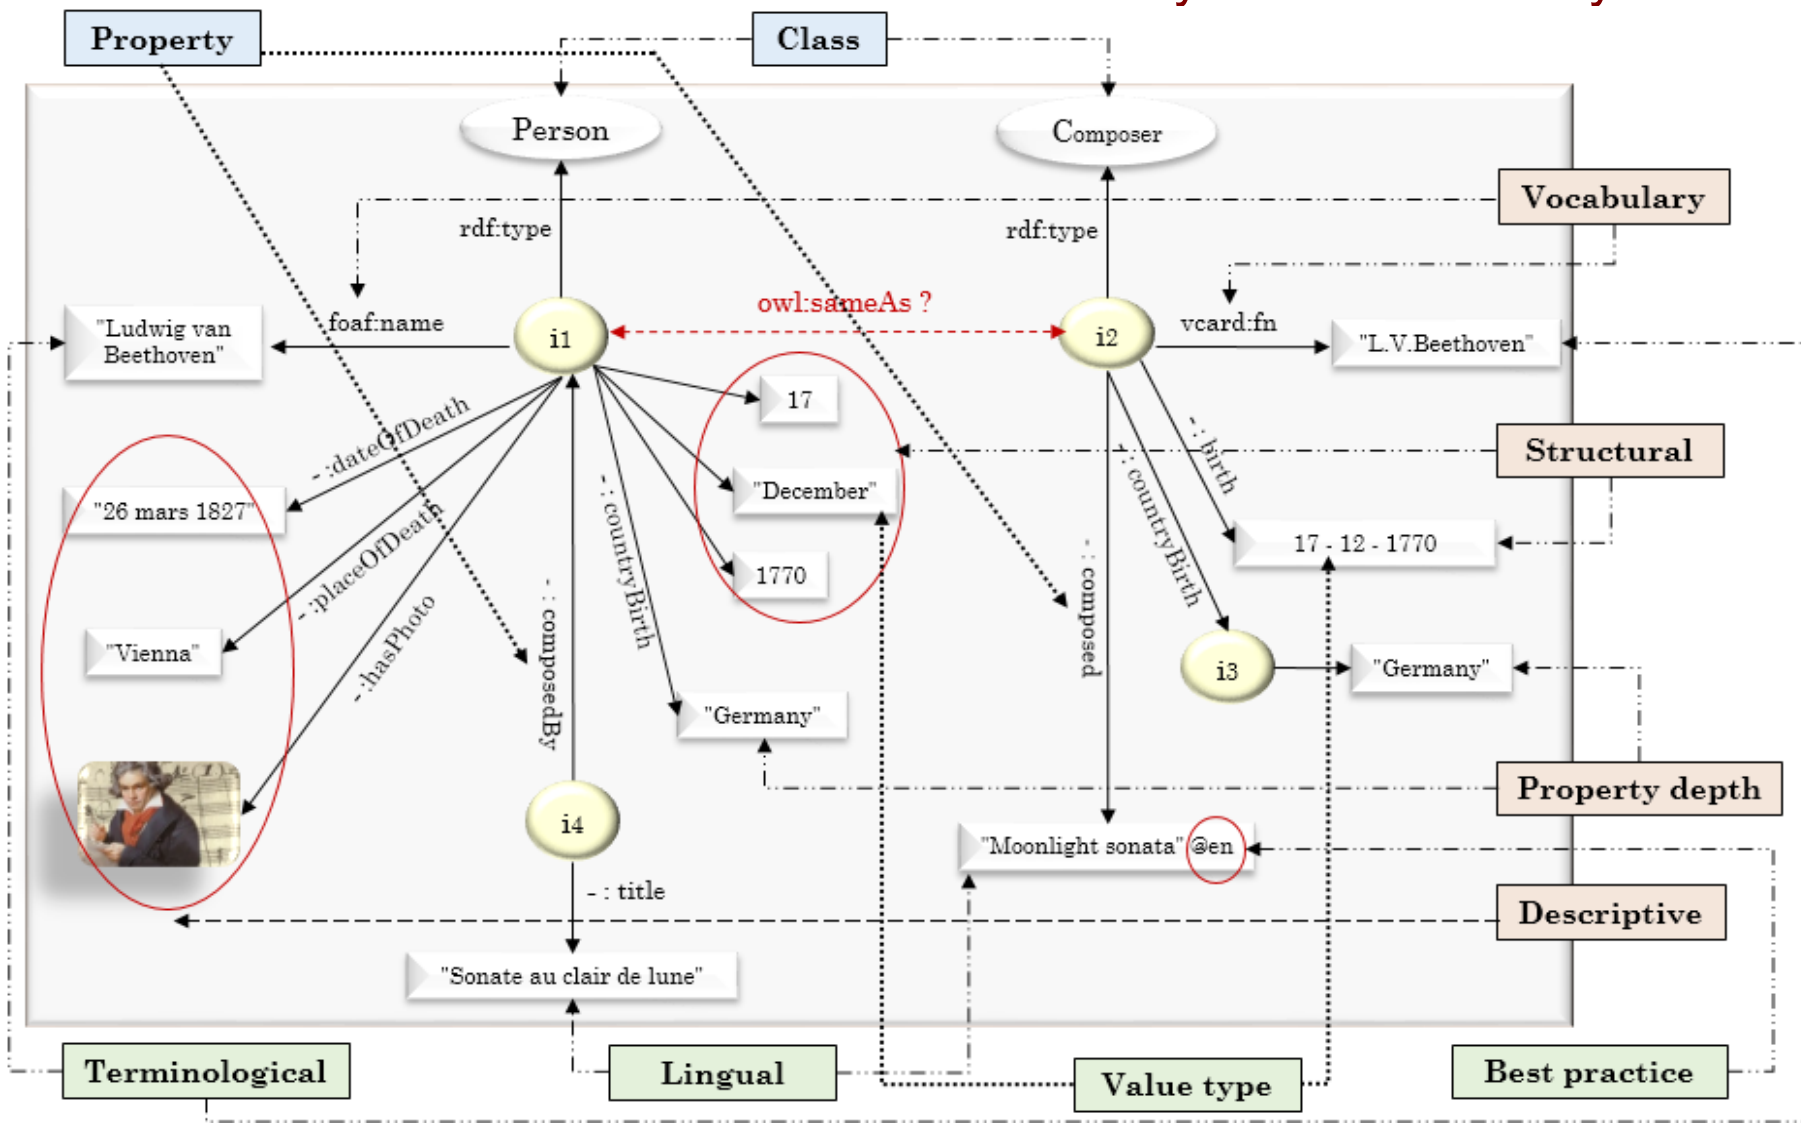 Property
Class
Person
Composer
Vocabulary
rdf:type
rdf:type
owl:sameAs ?
"Ludwig van
Beethoven"
foaf:name
i1
i2
vcard:fn
"L.V.Beethoven"
17
- :dateOfDeath
- : birth
Structural
"26 mars 1827"
"December"
- : countryBirth
- : countryBirth
17 - 12 - 1770
- :placeOfDeath
1770
- : composedBy
- : composed
"Vienna"
- :hasPhoto
i3
"Germany"
"Germany"
Property depth
i4
"Moonlight sonata" @en
- : title
Descriptive
"Sonate au clair de lune"
Terminological
Lingual
Value type
Best practice